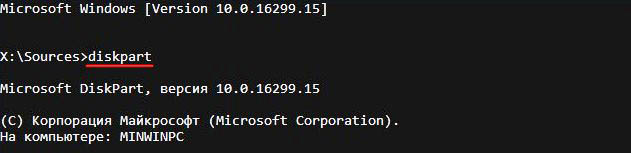 Microsoft Windows [Version 10.0.16299.15]
X:\Sources>diskpart
Microsoft DiskPart, версия 10.0.16299.15
(C) Корпорация Майкрософт (Microsoft Corporation).
На компьютере: MINWINPC